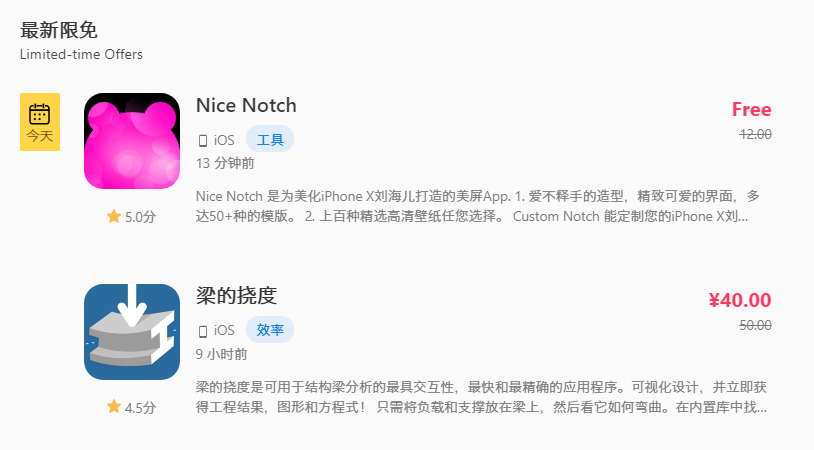 最新限免
Limited-time Offers
今天
Nice Notch
Free
iOS 工具
12.00
13 分钟前
Nice Notch 是为美化iPhone X刘海儿打造的美屏App. 1. 爱不释手的造型，精致可爱的界面，多
达50+种的模版。 2. 上百种精选高清壁纸任您选择。 Custom Notch 能定制您的iPhone X刘...
5.0分
梁的挠度
¥40.00
iOS 效率
50.00
9 小时前
梁的挠度是可用于结构梁分析的最具交互性，最快和最精确的应用程序。可视化设计，并立即获
得工程结果，图形和方程式！ 只需将负载和支撑放在梁上，然后看它如何弯曲。在内置库中找...
4.5分